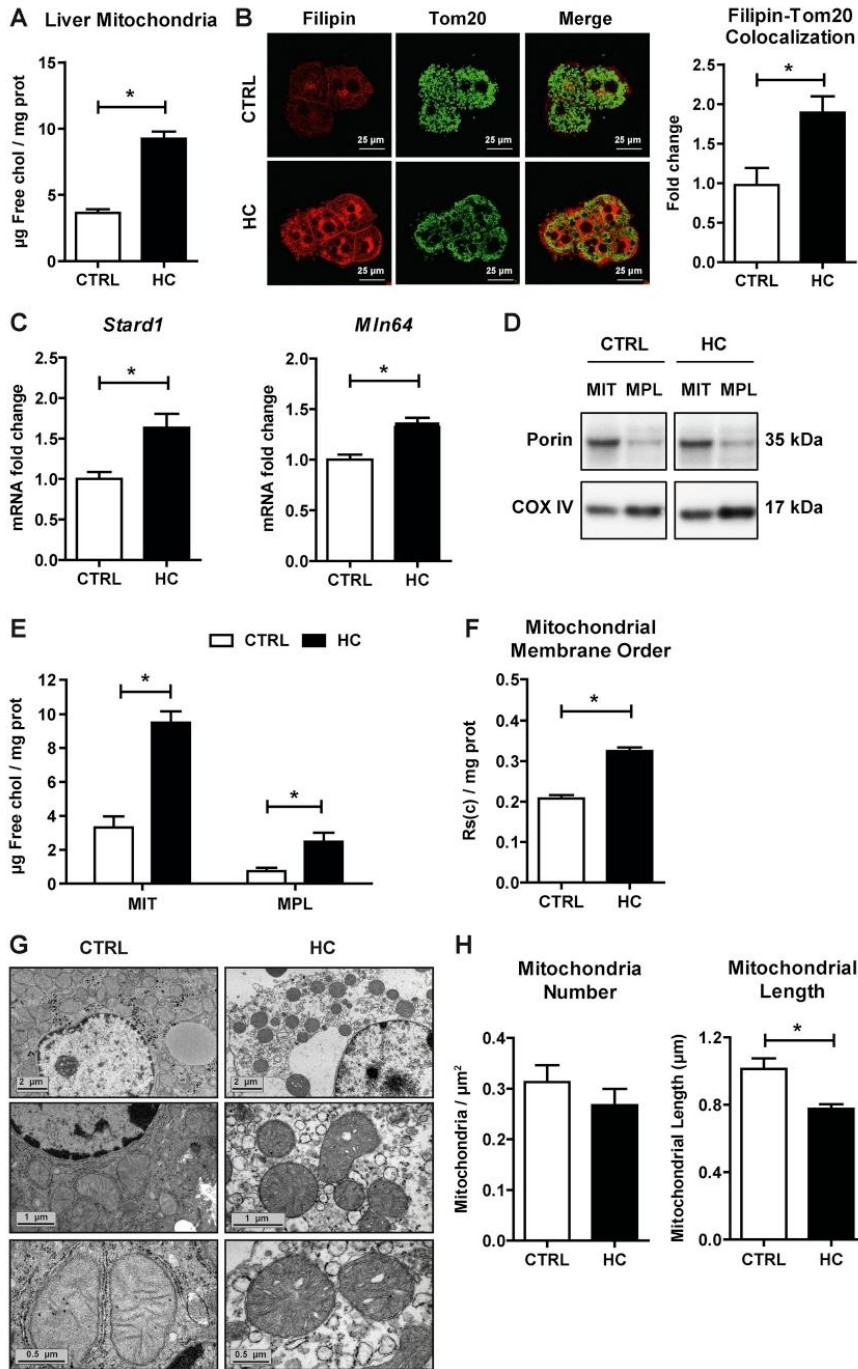 A Liver Mitochondria
µg Free chol / mg prot
15
10
5
0
*
CTRL HC
B
Filipin Tom20 Merge
CTRL
25 µm 25 µm 25 µm
HC
25 µm 25 µm 25 µm
Filipin-Tom20
Colocalization
Fold change
2.5
2.0
1.5
1.0
0.5
0.0
*
CTRL HC
C
Stard1
mRNA fold change
2.5
2.0
1.5
1.0
0.5
0.0
*
CTRL HC
Mln64
mRNA fold change
2.0
1.5
1.0
0.5
0.0
*
CTRL HC
D
CTRL HC
MIT MPL MIT MPL
Porin 35 kDa
COX IV 17 kDa
E
CTRL HC
µg Free chol / mg prot
12
10
8
6
4
2
0
* *
MIT MPL
F
Mitochondrial
Membrane Order
Rs(c) / mg prot
0.5
0.4
0.3
0.2
0.1
0.0
*
CTRL HC
G
CTRL HC
2 µm 2 µm
1 µm 1 µm
0.5 µm 0.5 µm
H
Mitochondria
Number
Mitochondria / µm²
0.4
0.3
0.2
0.1
0.0
CTRL HC
Mitochondrial
Length
Mitochondrial Length (µm)
1.2
0.8
0.4
0.0
*
CTRL HC